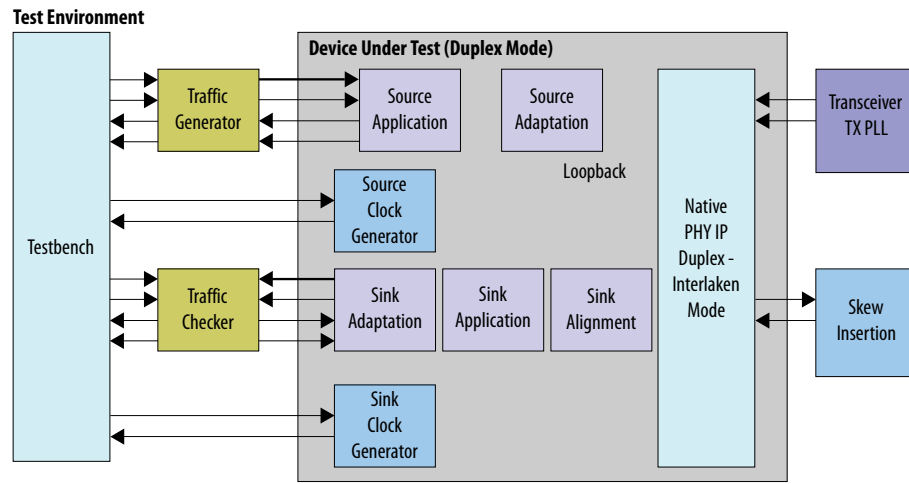 Test Environment
Device Under Test (Duplex Mode)
Testbench
Traffic
Generator
Source
Application
Source
Adaptation
Transceiver
TX PLL
Loopback
Source
Clock
Generator
Native
PHY IP
Duplex -
Interlaken
Mode
Traffic
Checker
Sink
Adaptation
Sink
Application
Sink
Alignment
Skew
Insertion
Sink
Clock
Generator